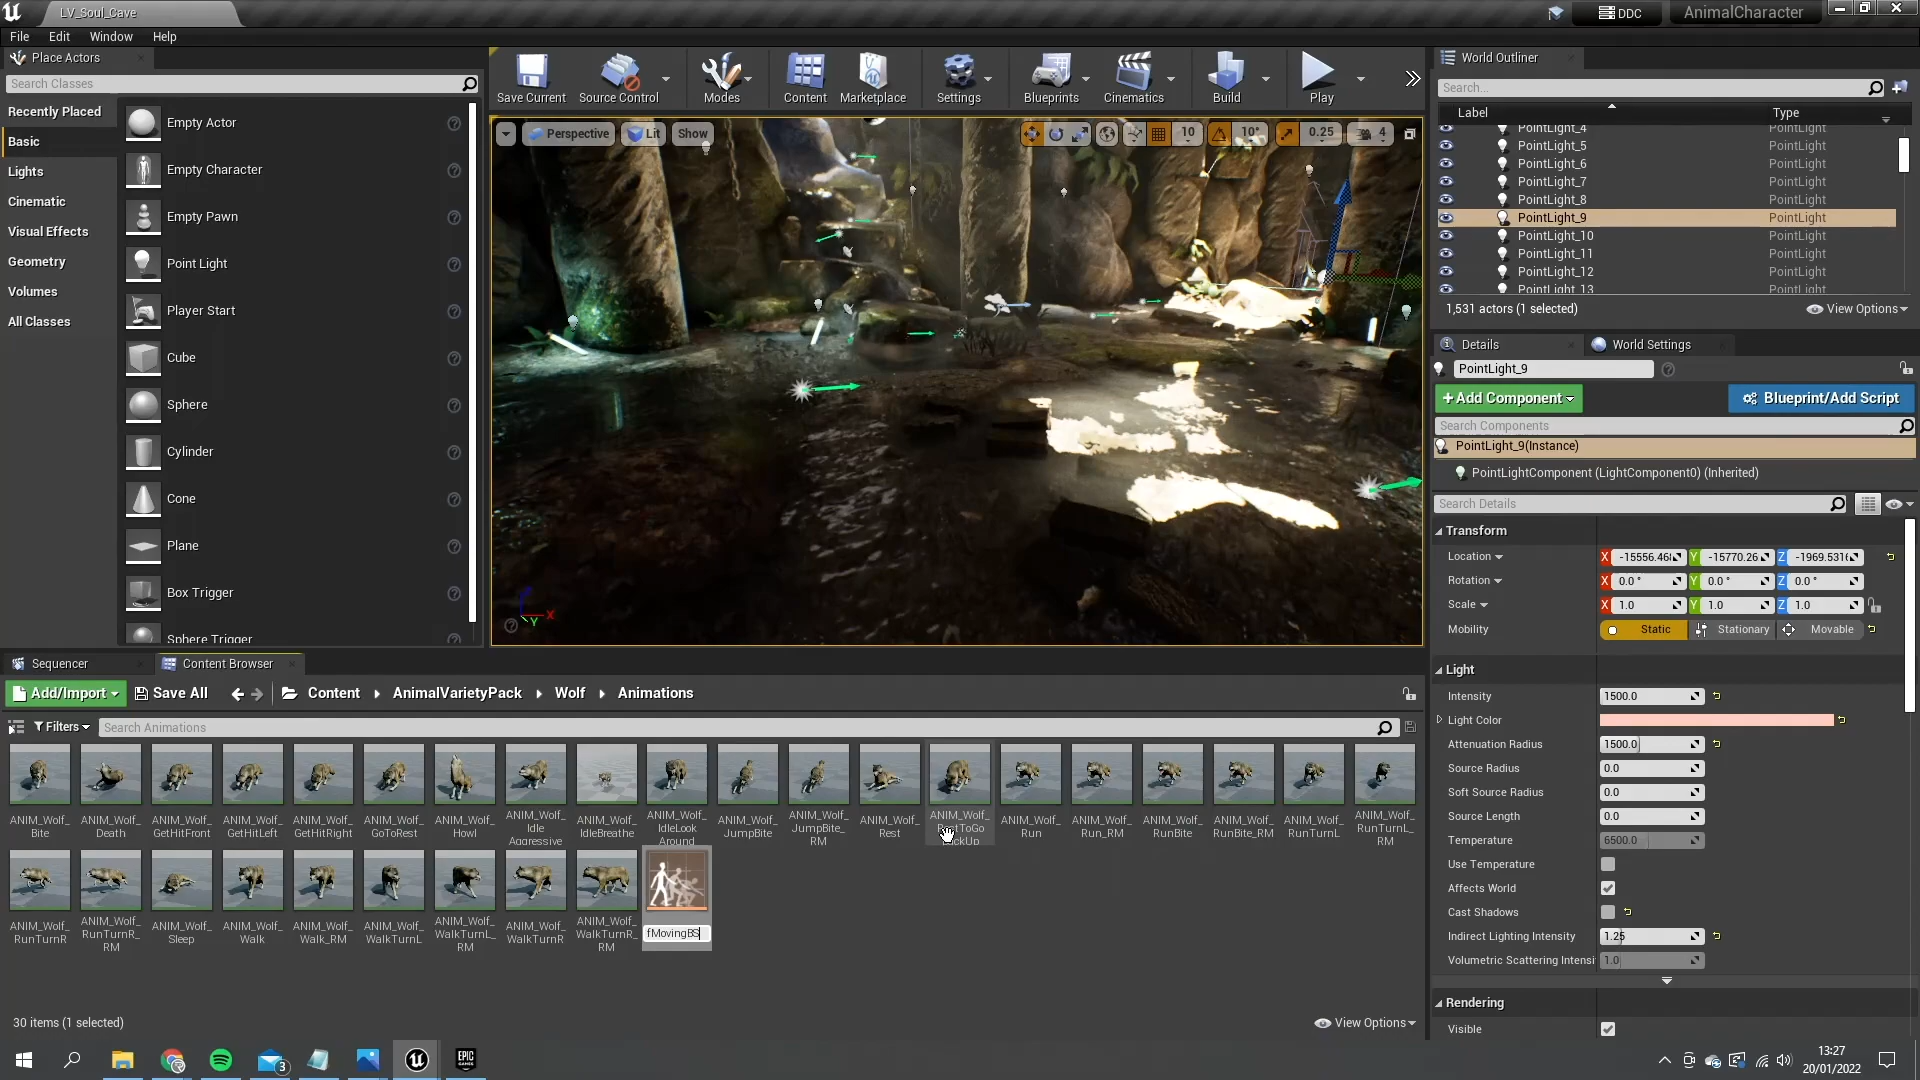 LV_Soul_Cave
DDC
AnimalCharacter
File Edit Window Help
Place Actors
Search Classes
Recently Placed
Basic
Lights
Cinematic
Visual Effects
Geometry
Volumes
All Classes
Empty Actor
Empty Character
Empty Pawn
Point Light
Player Start
Cube
Sphere
Cylinder
Cone
Plane
Box Trigger
Sphere Trigger
Save Current Source Control Modes Content Marketplace Settings Blueprints Cinematics Build Play
Perspective Lit Show 10 10° 0.25 4
X
Y
World Outliner
Search...
Label Type
PointLight_4 PointLight
PointLight_5 PointLight
PointLight_6 PointLight
PointLight_7 PointLight
PointLight_8 PointLight
PointLight_9 PointLight
PointLight_10 PointLight
PointLight_11 PointLight
PointLight_12 PointLight
PointLight_13 PointLight
1,531 actors (1 selected) View Options
Details World Settings
PointLight_9
+Add Component Blueprint/Add Script
Search Components
PointLight_9(Instance)
PointLightComponent (LightComponent0) (Inherited)
Search Details
Transform
Location X -15556.46 Y -15770.26 Z -1969.531
Rotation X 0.0 ° Y 0.0 ° Z 0.0 °
Scale X 1.0 Y 1.0 Z 1.0
Mobility Static Stationary Movable
Light
Intensity 1500.0
Light Color
Attenuation Radius 1500.0
Source Radius 0.0
Soft Source Radius 0.0
Source Length 0.0
Temperature 6500.0
Use Temperature
Affects World
Cast Shadows
Indirect Lighting Intensity 1.25
Volumetric Scattering Intensi 1.0
Rendering
Visible
Sequencer Content Browser
Add/Import Save All Content AnimalVarietyPack Wolf Animations
Filters Search Animations
ANIM_Wolf_Bite
ANIM_Wolf_Death
ANIM_Wolf_GetHitFront
ANIM_Wolf_GetHitLeft
ANIM_Wolf_GetHitRight
ANIM_Wolf_GoToRest
ANIM_Wolf_Howl
ANIM_Wolf_IdleAggressive
ANIM_Wolf_IdleBreathe
ANIM_Wolf_IdleLookAround
ANIM_Wolf_JumpBite
ANIM_Wolf_JumpBite_RM
ANIM_Wolf_Rest
ANIM_Wolf_RestToGoBackUp
ANIM_Wolf_Run
ANIM_Wolf_Run_RM
ANIM_Wolf_RunBite
ANIM_Wolf_RunBite_RM
ANIM_Wolf_RunTurnL
ANIM_Wolf_RunTurnL_RM
ANIM_Wolf_RunTurnR
ANIM_Wolf_RunTurnR_RM
ANIM_Wolf_Sleep
ANIM_Wolf_Walk
ANIM_Wolf_Walk_RM
ANIM_Wolf_WalkTurnL
ANIM_Wolf_WalkTurnL_RM
ANIM_Wolf_WalkTurnR
ANIM_Wolf_WalkTurnR_RM
fMovingBS
30 items (1 selected) View Options
3
EPIC GAMES
13:27
20/01/2022